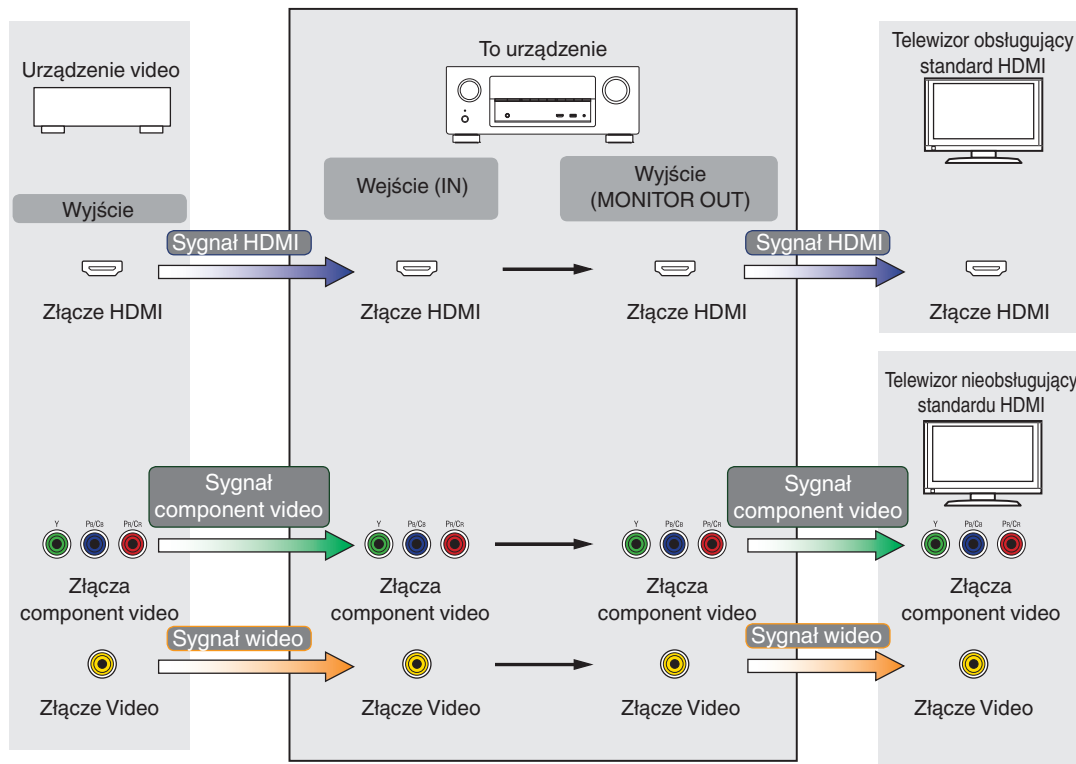 Urządzenie video
To urządzenie
Telewizor obsługujący
standard HDMI
Wyjście
Wejście (IN)
Wyjście
(MONITOR OUT)
Sygnał HDMI
Sygnał HDMI
Złącze HDMI
Złącze HDMI
Złącze HDMI
Złącze HDMI
Telewizor nieobsługujący
standardu HDMI
Sygnał
component video
Sygnał
component video
Y PB/CB PR/CR
Y PB/CB PR/CR
Y PB/CB PR/CR
Y PB/CB PR/CR
Złącza
component video
Złącza
component video
Złącza
component video
Złącza
component video
Sygnał wideo
Sygnał wideo
Złącze Video
Złącze Video
Złącze Video
Złącze Video